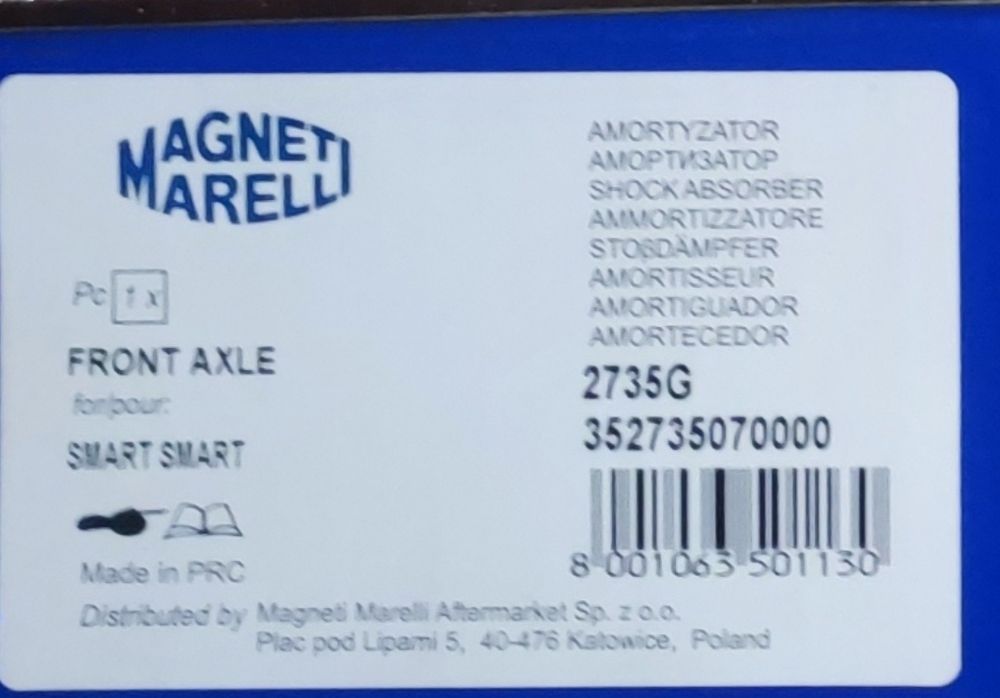 MAGNETI
MARELLI
Pc 1 x
FRONT AXLE
for/pour:
SMART SMART
AMORTYZATOR
АМОРТИЗАТОР
SHOCK ABSORBER
AMMORTIZZATORE
STOßDÄMPFER
AMORTISSEUR
AMORTIGUADOR
AMORTECEDOR
2735G
352735070000
8 001063 501130
Made in PRC
Distributed by Magneti Marelli Aftermarket Sp. z o.o.
Plac pod Lipami 5, 40-476 Katowice, Poland